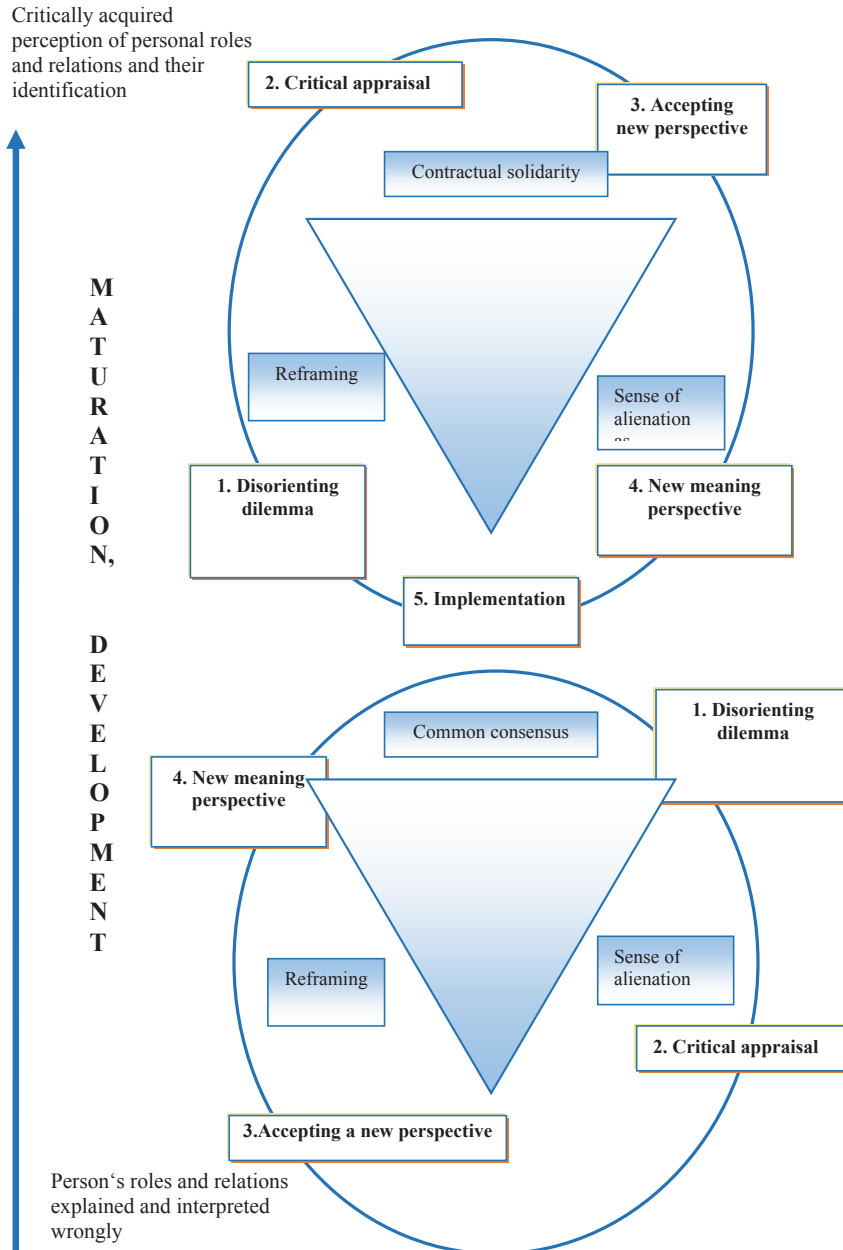 Critically acquired
perception of personal roles
and relations and their
identification
2. Critical appraisal
3. Accepting
new perspective
Contractual solidarity
M
A
T
U
R
A
T
I
O
N,
Reframing
Sense of
alienation
as
1. Disorienting
dilemma
4. New meaning
perspective
5. Implementation
D
E
V
E
L
O
P
M
E
N
T
1. Disorienting
dilemma
Common consensus
4. New meaning
perspective
Reframing
Sense of
alienation
2. Critical appraisal
3.Accepting a new perspective
Person‘s roles and relations
explained and interpreted
wrongly